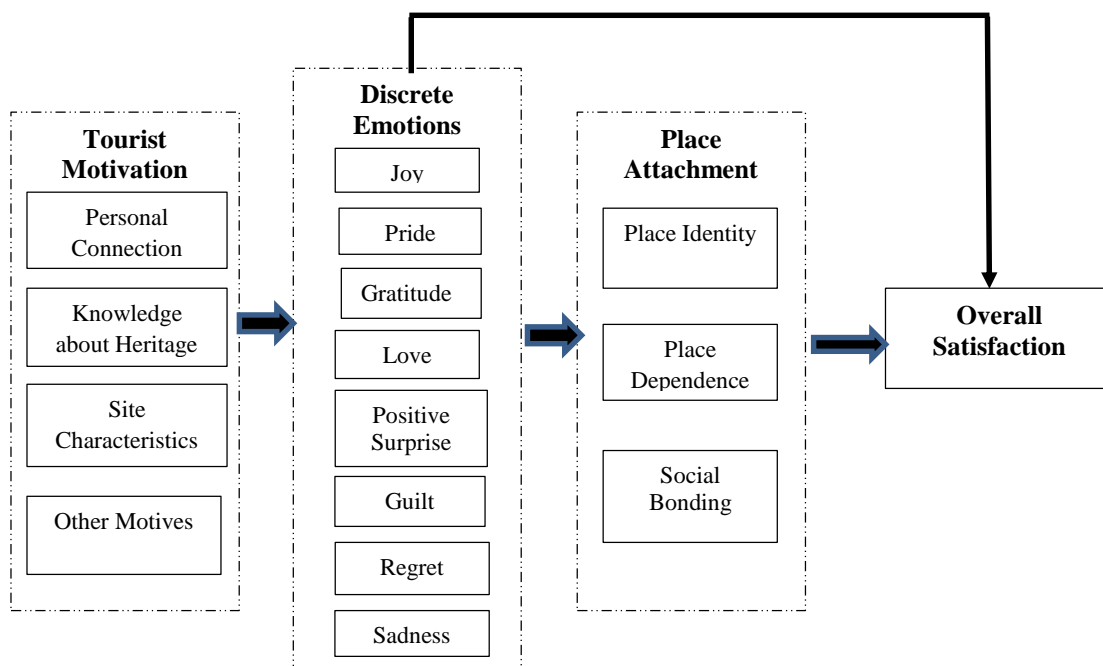 Tourist
Motivation
Personal
Connection
Knowledge
about Heritage
Site
Characteristics
Other Motives
Discrete
Emotions
Joy
Pride
Gratitude
Love
Positive
Surprise
Guilt
Regret
Sadness
Place
Attachment
Place Identity
Place
Dependence
Social
Bonding
Overall
Satisfaction